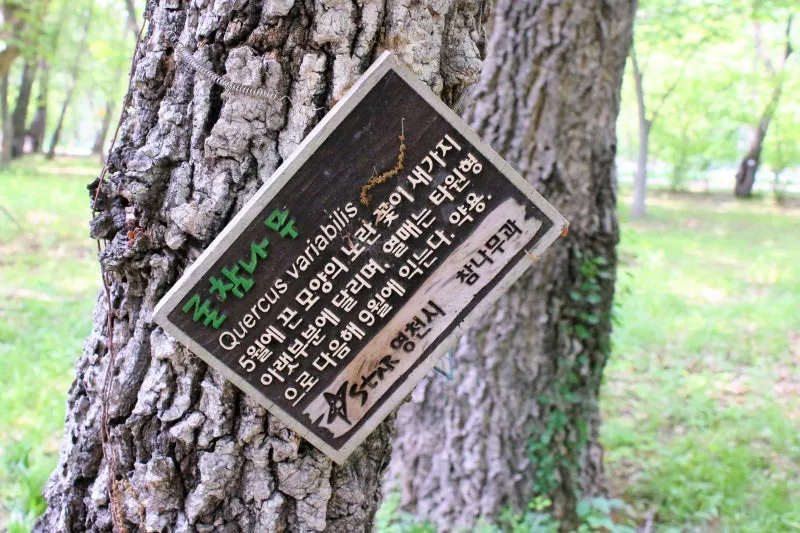 굴참나무
Quercus variabilis
5월에 끈 모양의 노란 꽃이 새가지
아랫부분에 달리며, 열매는 타원형
으로 다음해 9월에 익는다. 약용.
STAR 영천시 참나무과